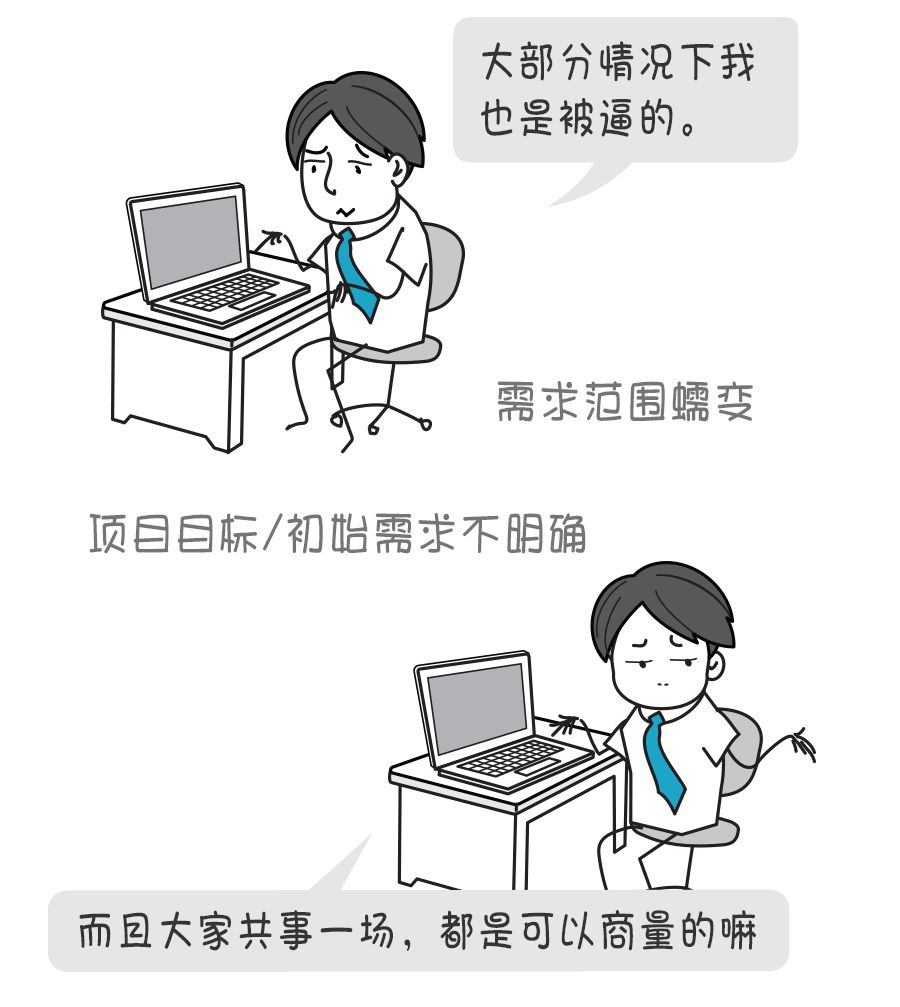 大部分情况下我
也是被逼的。
需求范围蠕变
项目目标/初始需求不明确
而且大家共事一场，都是可以商量的嘛